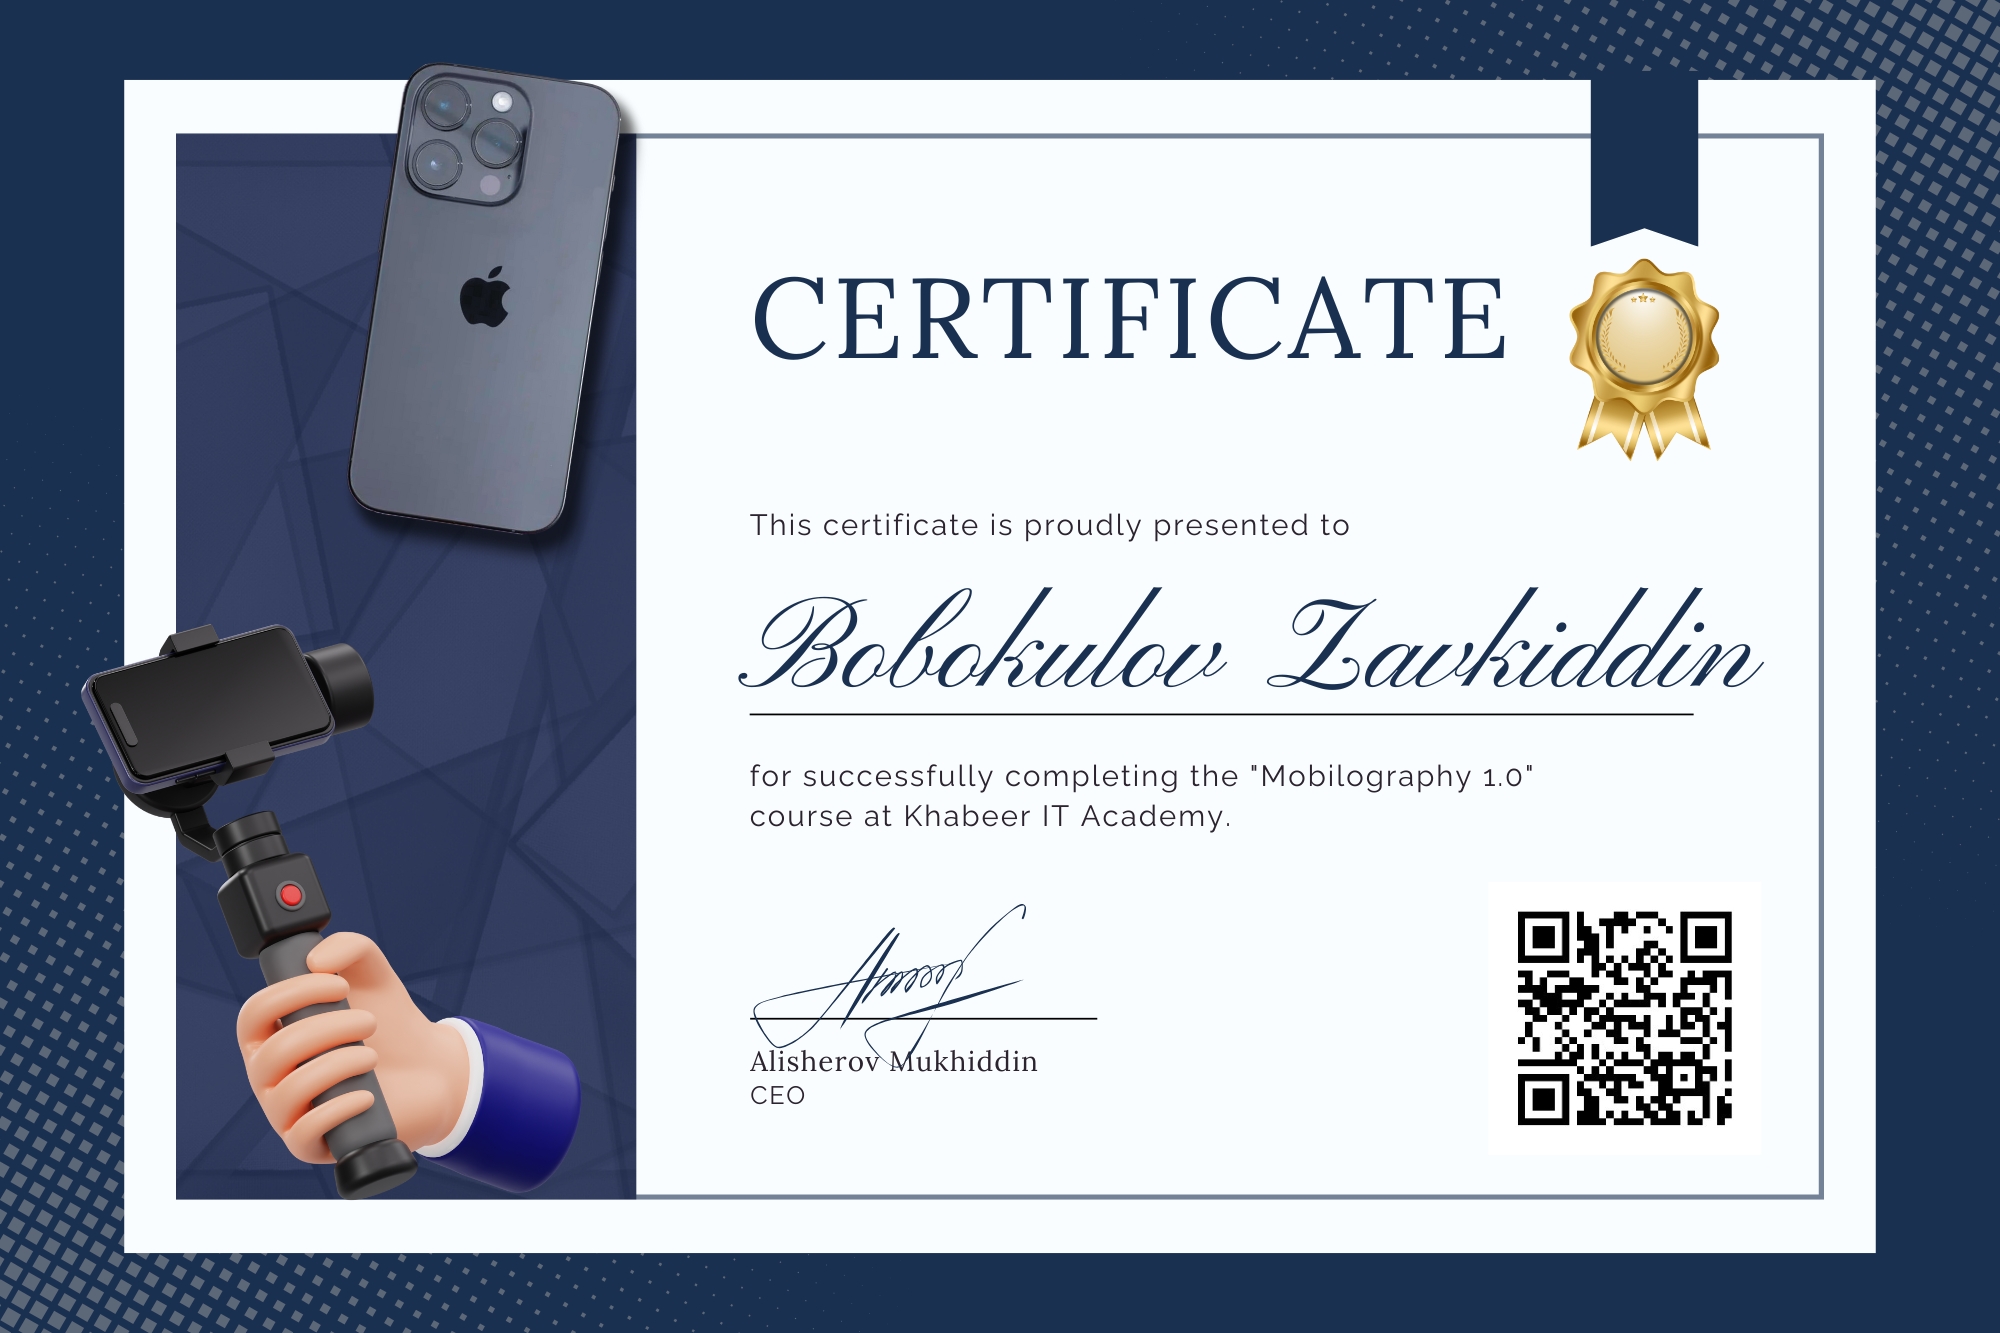 CERTIFICATE
This certificate is proudly presented to
Bobokulov Zavkiddin
for successfully completing the "Mobilography 1.0"
course at Khabeer IT Academy.
Alisherov Mukhiddin
CEO